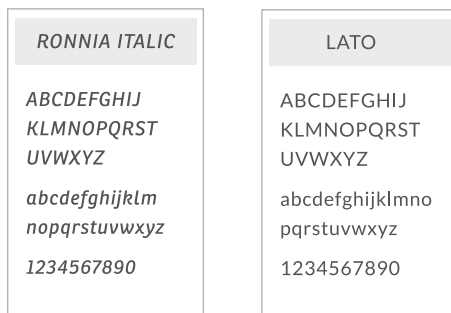 RONNIA ITALIC
ABCDEFGHIJ
KLMNOPQRST
UVWXYZ
abcdefghijklm
nopqrstuvwxyz
1234567890
LATO
ABCDEFGHIJ
KLMNOPQRST
UVWXYZ
abcdefghijklmno
pqrstuvwxyz
1234567890